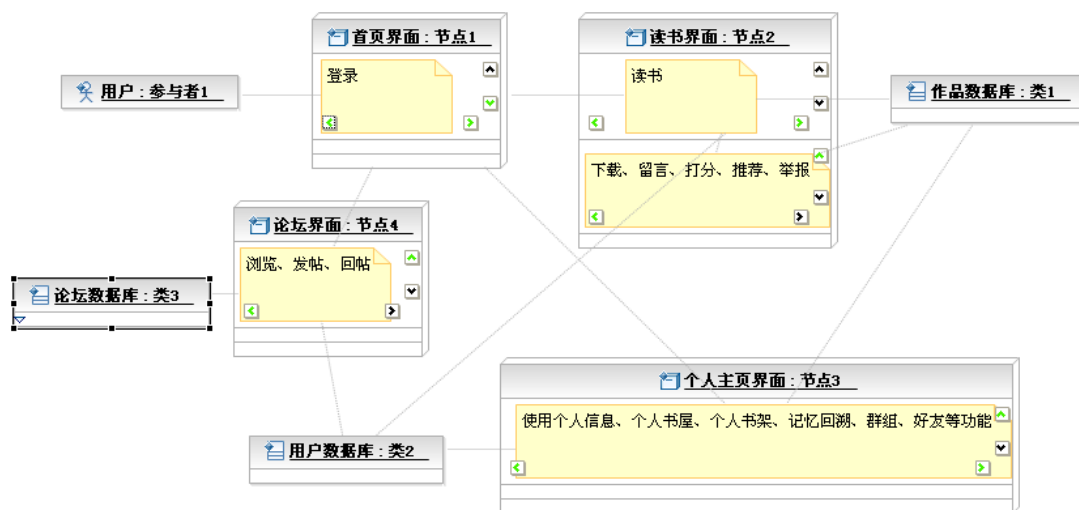 首页界面 : 节点1
登录
读书界面 : 节点2
读书
下载、留言、打分、推荐、举报
用户 : 参与者1
作品数据库 : 类1
论坛界面 : 节点4
浏览、发帖、回帖
论坛数据库 : 类3
个人主页界面 : 节点3
使用个人信息、个人书屋、个人书架、记忆回溯、群组、好友等功能
用户数据库 : 类2